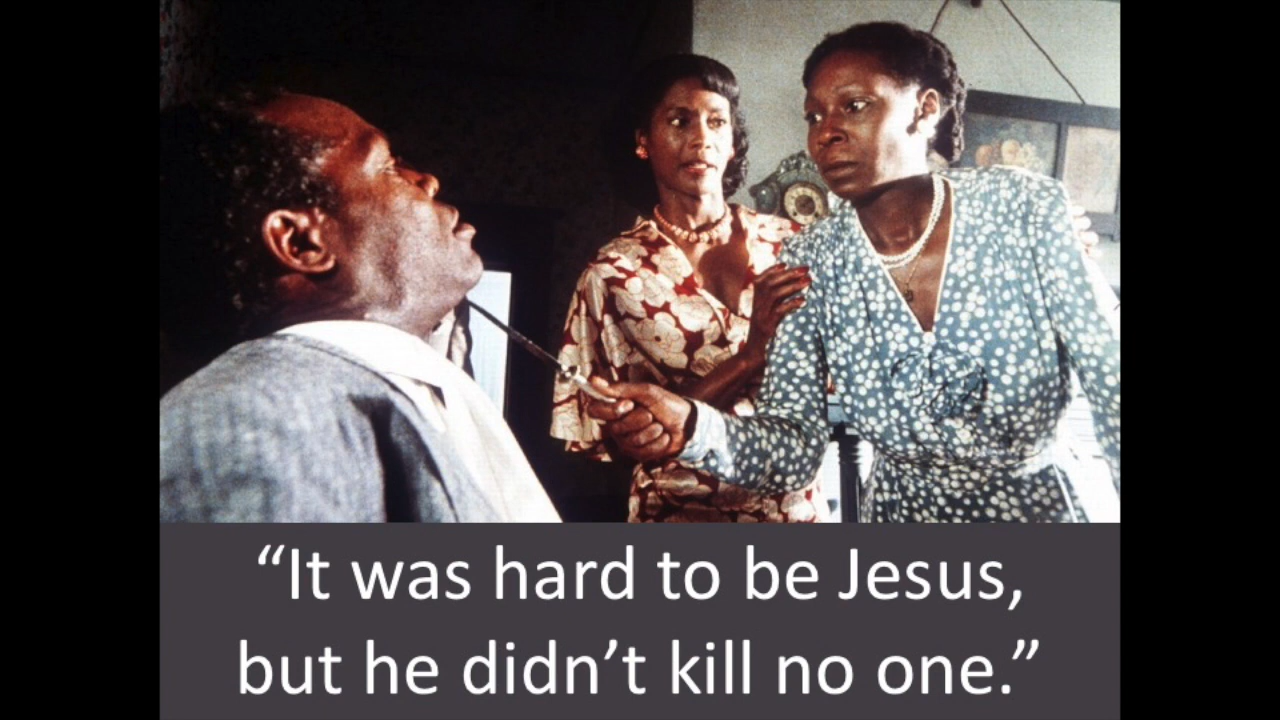 “It was hard to be Jesus,
but he didn’t kill no one.”